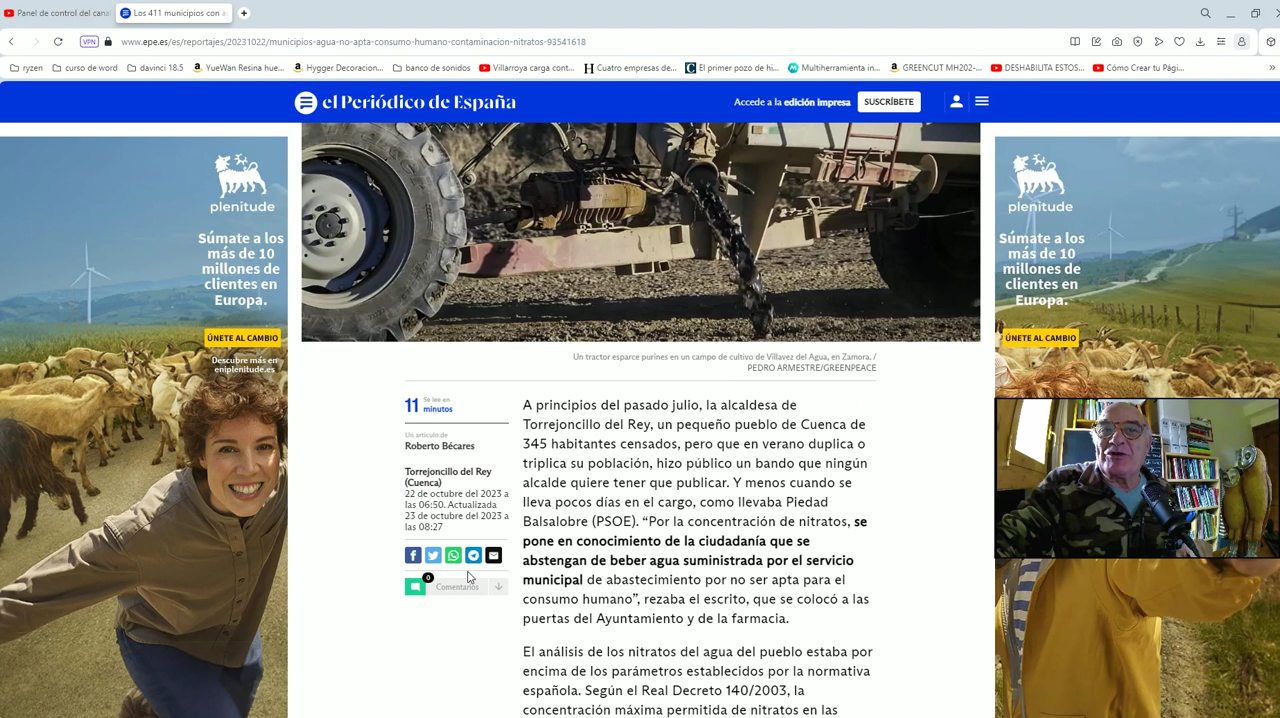 Panel de control del cana
Los 411 municipios con a
VPN
www.epe.es/es/reportajes/20231022/municipios-agua-no-apta-consumo-humano-contaminacion-nitratos-93541618
ryzen
curso de word
davinci 18.5
YueWan Resina hue...
Hygger Decoracion...
banco de sonidos
Villarroya carga cont...
Cuatro empresas de...
El primer pozo de hi...
Multiherramienta in...
GREENCUT MH202-...
DESHABILITA ESTOS...
Cómo Crear tu Pági...
el Periódico de España
Accede a la edición impresa
SUSCRÍBETE
plenitude
Súmate a los
más de 10
millones de
clientes en
Europa.
ÚNETE AL CAMBIO
Descubre más en
eniplenitude.es
plenitude
Súmate a los
más de 10
millones de
clientes en
Europa.
ÚNETE AL CAMBIO
Un tractor esparce purines en un campo de cultivo de Villavez del Agua, en Zamora. /
PEDRO ARMESTRE/GREENPEACE
11
Se lee en
minutos
Un artículo de
Roberto Bécares
Torrejoncillo del Rey
(Cuenca)
22 de octubre del 2023 a
las 06:50. Actualizada
23 de octubre del 2023 a
las 08:27
0
Comentarios
A principios del pasado julio, la alcaldesa de
Torrejoncillo del Rey, un pequeño pueblo de Cuenca de
345 habitantes censados, pero que en verano duplica o
triplica su población, hizo público un bando que ningún
alcalde quiere tener que publicar. Y menos cuando se
lleva pocos días en el cargo, como llevaba Piedad
Balsalobre (PSOE). “Por la concentración de nitratos, se
pone en conocimiento de la ciudadanía que se
abstengan de beber agua suministrada por el servicio
municipal de abastecimiento por no ser apta para el
consumo humano”, rezaba el escrito, que se colocó a las
puertas del Ayuntamiento y de la farmacia.
El análisis de los nitratos del agua del pueblo estaba por
encima de los parámetros establecidos por la normativa
española. Según el Real Decreto 140/2003, la
concentración máxima permitida de nitratos en las